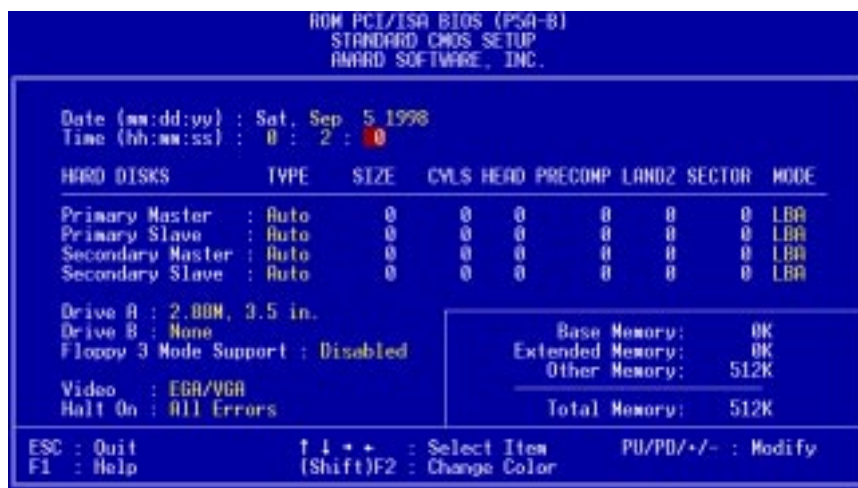 ROM PCI/ISA BIOS (P5A-B)
STANDARD CMOS SETUP
AWARD SOFTWARE, INC.
Date (mm:dd:yy) : Sat, Sep 5 1998
Time (hh:mm:ss) : 0 : 2 : 0
HARD DISKS TYPE SIZE CYLS HEAD PRECOMP LANDZ SECTOR MODE
Primary Master : Auto 0 0 0 0 0 0 LBA
Primary Slave : Auto 0 0 0 0 0 0 LBA
Secondary Master : Auto 0 0 0 0 0 0 LBA
Secondary Slave : Auto 0 0 0 0 0 0 LBA
Drive A : 2.88M, 3.5 in.
Drive B : None
Floppy 3 Mode Support : Disabled
Video : EGA/VGA
Halt On : All Errors
Base Memory: 0K
Extended Memory: 0K
Other Memory: 512K
Total Memory: 512K
ESC : Quit ↑ ↓ → ← : Select Item PU/PD/+/- : Modify
F1 : Help (Shift)F2 : Change Color